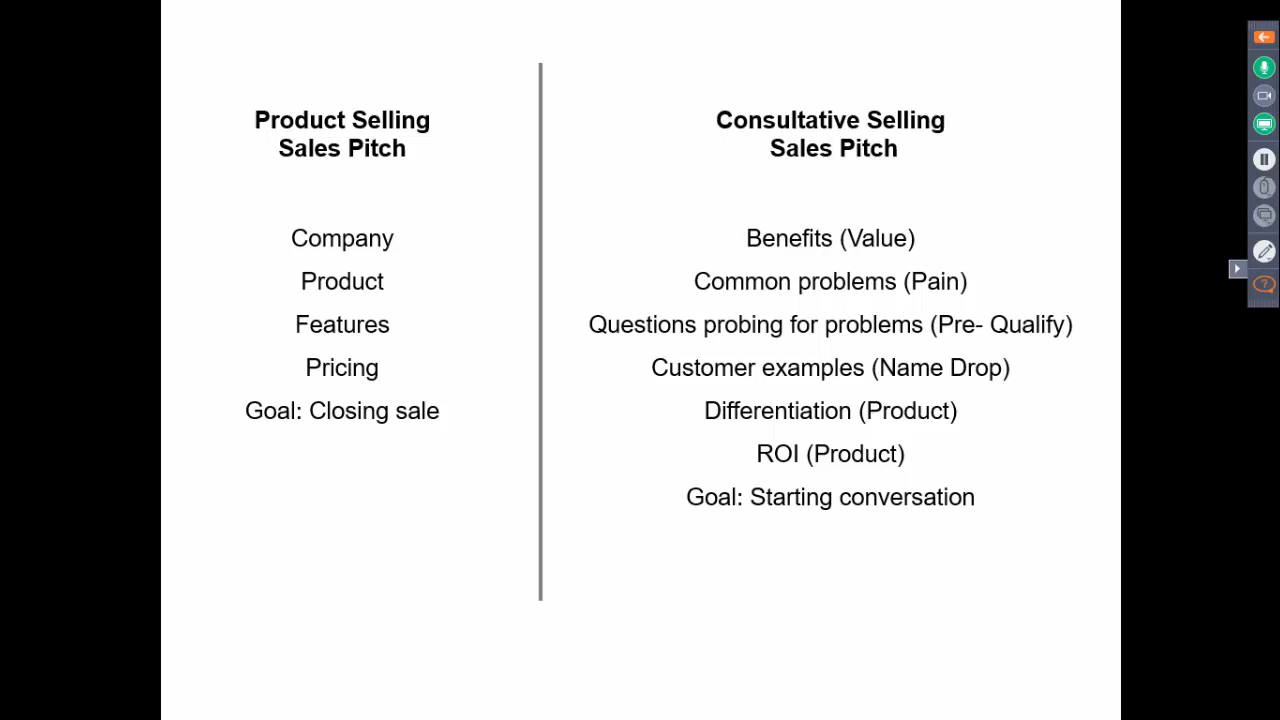 Product Selling
Sales Pitch
Company
Product
Features
Pricing
Goal: Closing sale
Consultative Selling
Sales Pitch
Benefits (Value)
Common problems (Pain)
Questions probing for problems (Pre- Qualify)
Customer examples (Name Drop)
Differentiation (Product)
ROI (Product)
Goal: Starting conversation